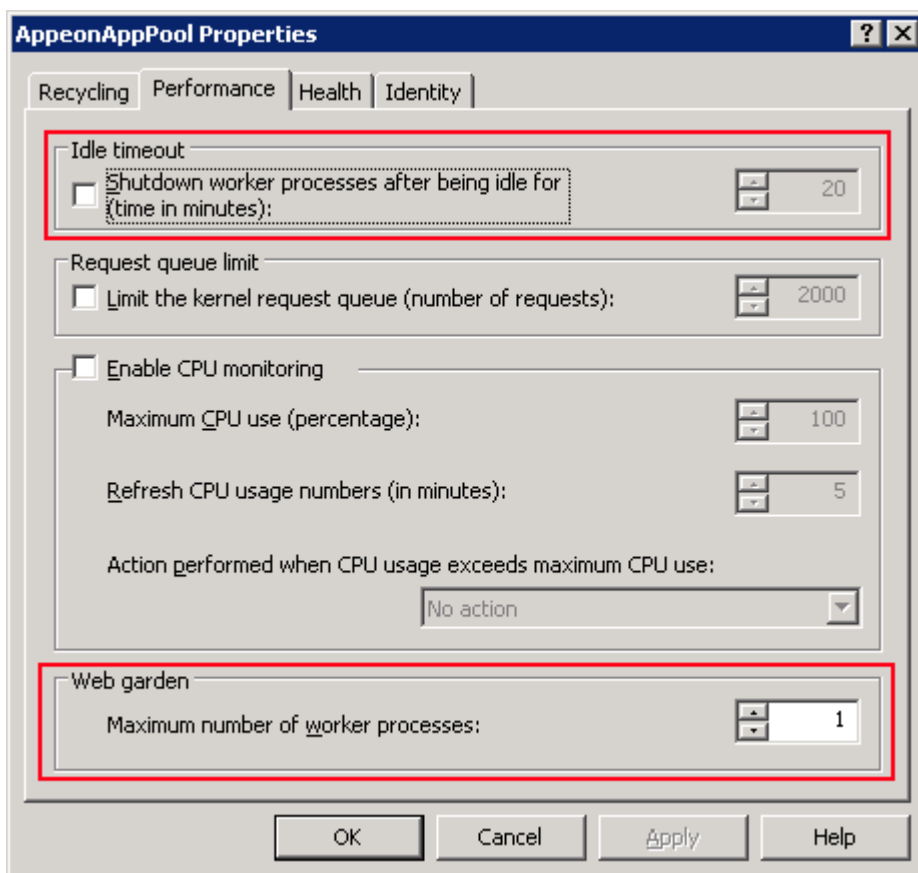 AppeonAppPool Properties
Recycling Performance Health Identity
Idle timeout
Shutdown worker processes after being idle for
(time in minutes):
20
Request queue limit
Limit the kernel request queue (number of requests):
2000
Enable CPU monitoring
Maximum CPU use (percentage):
100
Refresh CPU usage numbers (in minutes):
5
Action performed when CPU usage exceeds maximum CPU use:
No action
Web garden
Maximum number of worker processes:
1
OK Cancel Apply Help